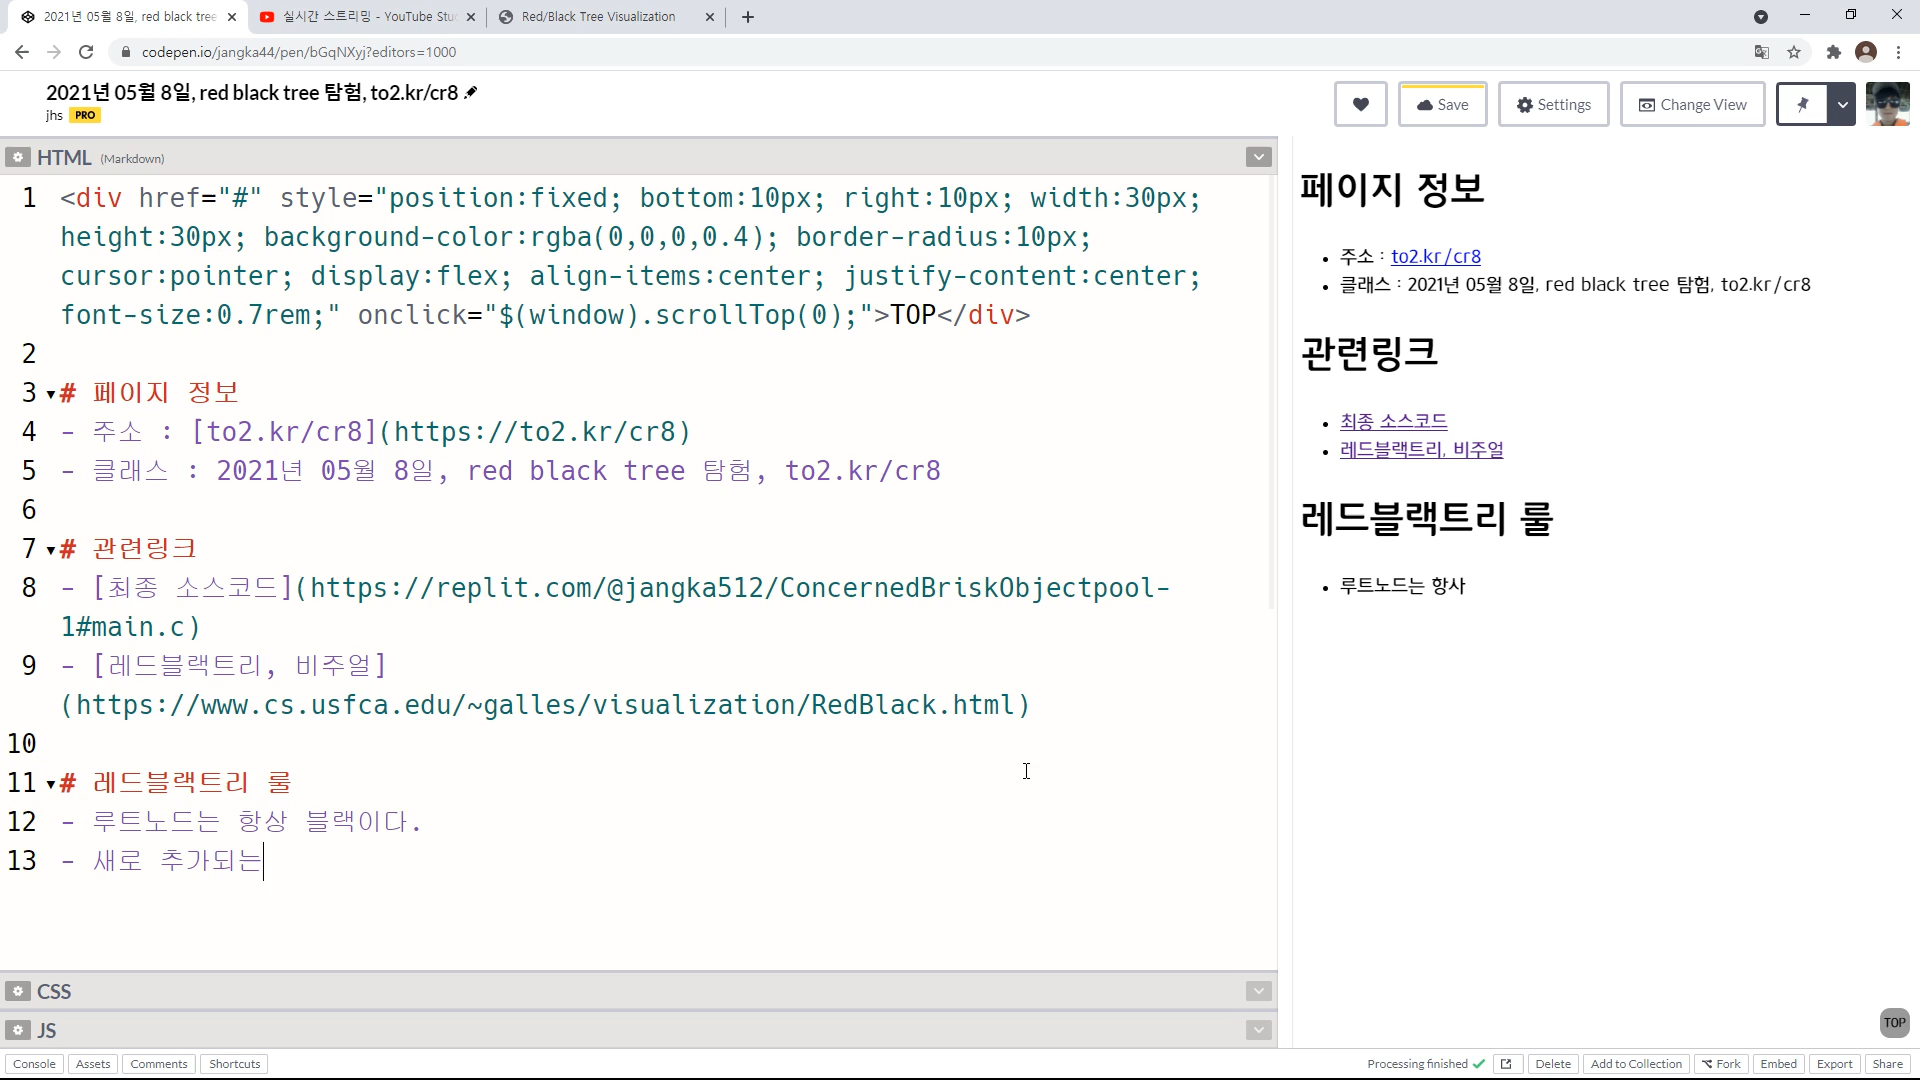 2021년 05월 8일, red black tree
실시간 스트리밍 - YouTube Stu
Red/Black Tree Visualization
codepen.io/jangka44/pen/bGqNXyj?editors=1000
2021년 05월 8일, red black tree 탐험, to2.kr/cr8
jhs PRO
Save
Settings
Change View
HTML (Markdown)
1 <div href="#" style="position:fixed; bottom:10px; right:10px; width:30px;
height:30px; background-color:rgba(0,0,0,0.4); border-radius:10px;
cursor:pointer; display:flex; align-items:center; justify-content:center;
font-size:0.7rem;" onclick="$(window).scrollTop(0);">TOP</div>
2
3 # 페이지 정보
4 - 주소 : [to2.kr/cr8](https://to2.kr/cr8)
5 - 클래스 : 2021년 05월 8일, red black tree 탐험, to2.kr/cr8
6
7 # 관련링크
8 - [최종 소스코드](https://replit.com/@jangka512/ConcernedBriskObjectpool-
1#main.c)
9 - [레드블랙트리, 비주얼]
(https://www.cs.usfca.edu/~galles/visualization/RedBlack.html)
10
11 # 레드블랙트리 룰
12 - 루트노드는 항상 블랙이다.
13 - 새로 추가되는
CSS
JS
페이지 정보
주소 : to2.kr/cr8
클래스 : 2021년 05월 8일, red black tree 탐험, to2.kr/cr8
관련링크
최종 소스코드
레드블랙트리, 비주얼
레드블랙트리 룰
루트노드는 항사
TOP
Console
Assets
Comments
Shortcuts
Processing finished
Delete
Add to Collection
Fork
Embed
Export
Share